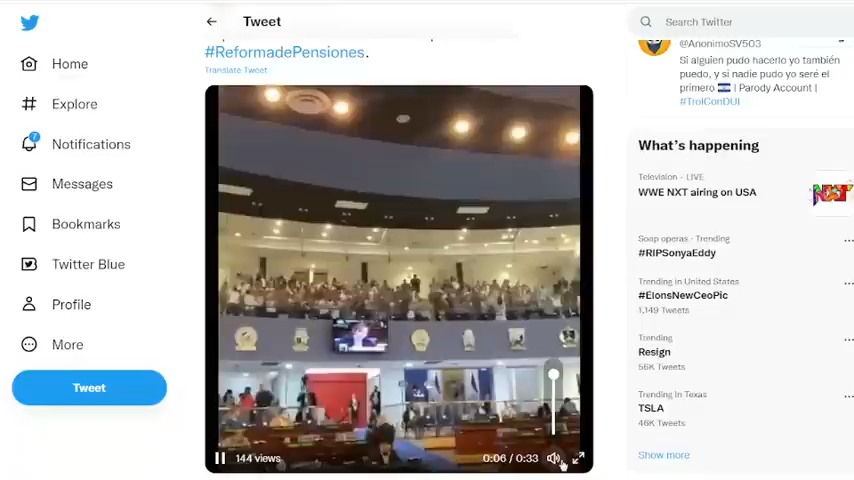 Tweet
Search Twitter
Home
Explore
7
Notifications
Messages
Bookmarks
Twitter Blue
Profile
More
Tweet
#ReformadePensiones.
Translate Tweet
144 views
0:06 / 0:33
@AnonimoSV503
Si alguien pudo hacerlo yo también
puedo, y si nadie pudo yo seré el
primero | Parody Account |
#TrolConDUI
What's happening
Television · LIVE
WWE NXT airing on USA
NXT
Soap operas · Trending
#RIPSonyaEddy
Trending in United States
#ElonsNewCeoPic
1,149 Tweets
Trending
Resign
56K Tweets
Trending in Texas
TSLA
46K Tweets
Show more